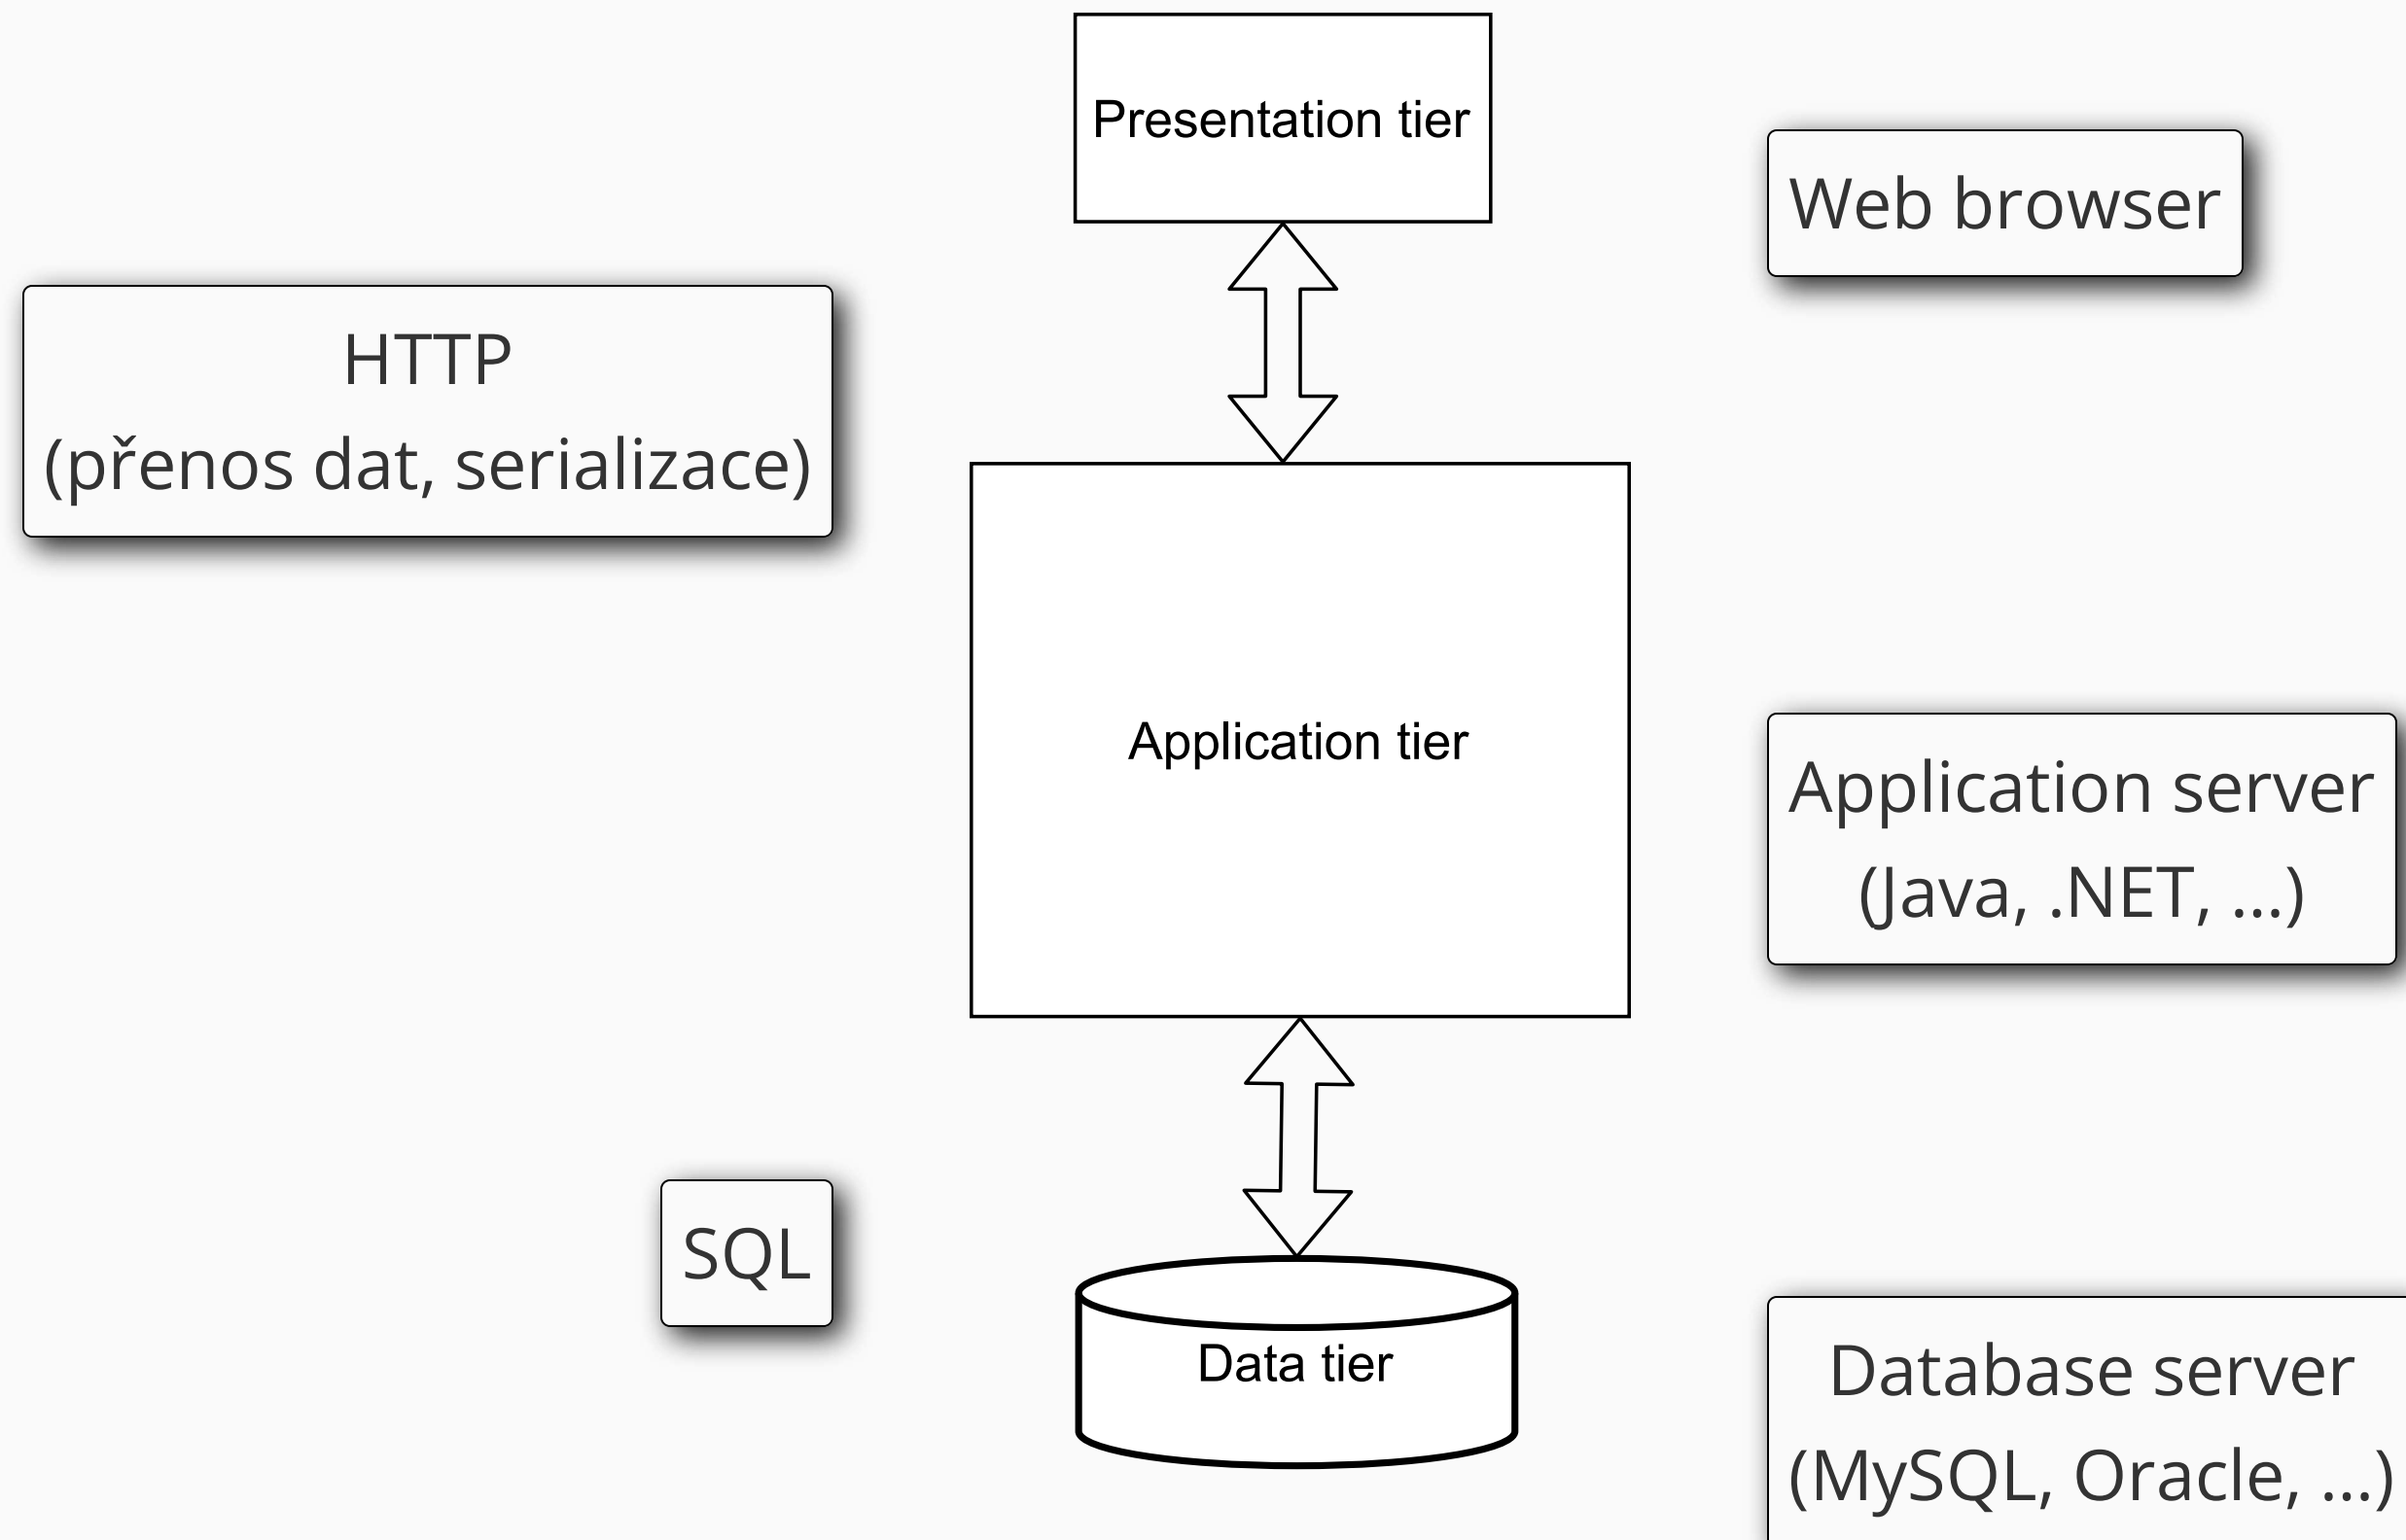 Presentation tier
Web browser
HTTP
(přenos dat, serializace)
Application tier
Application server
(Java, .NET, ...)
SQL
Data tier
Database server
(MySQL, Oracle, ...)